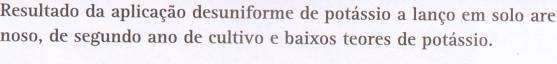 Resultado da aplicação desuniforme de potássio a lanço em solo are
noso, de segundo ano de cultivo e baixos teores de potássio.